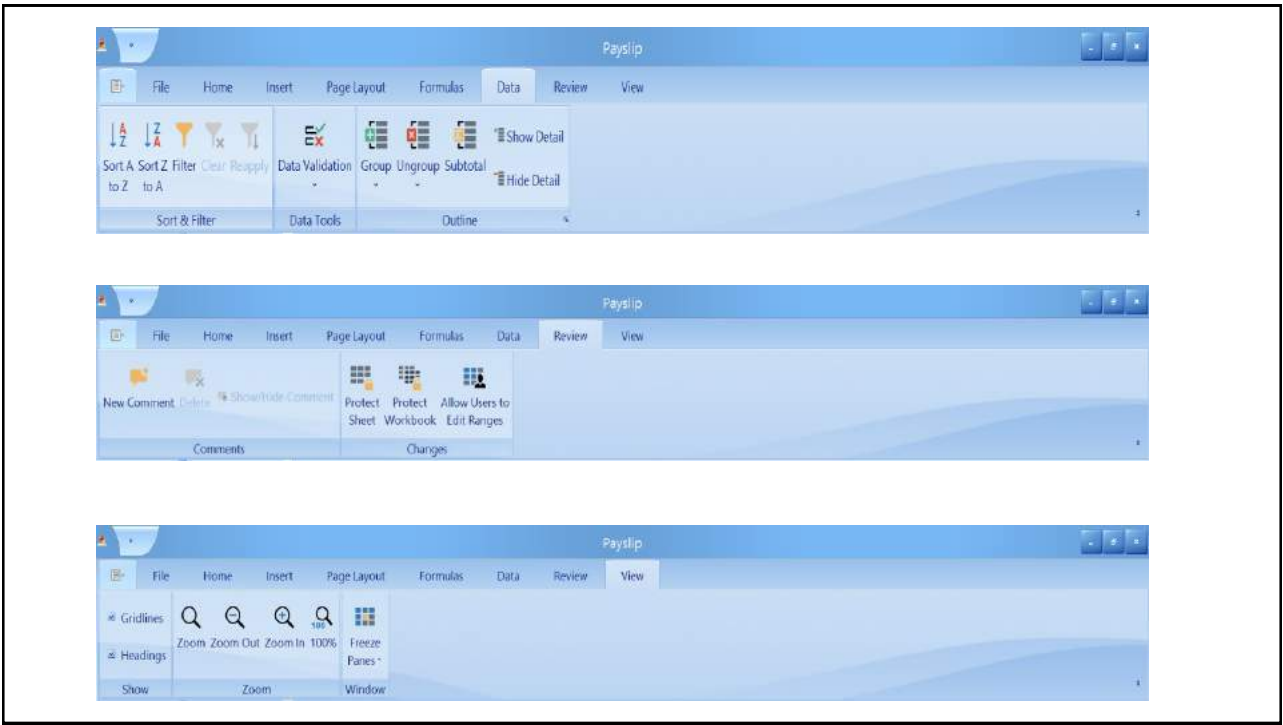 Payslip
File Home Insert Page Layout Formulas Data Review View
Sort A to Z Sort Z to A Filter Clear Reapply Data Validation Group Ungroup Subtotal Show Detail
Hide Detail
Sort & Filter Data Tools Outline
Payslip
File Home Insert Page Layout Formulas Data Review View
New Comment Delete Show/Hide Comment Protect Sheet Protect Workbook Allow Users to Edit Ranges
Comments Changes
Payslip
File Home Insert Page Layout Formulas Data Review View
Gridlines
Zoom Zoom Out Zoom In 100% Freeze Panes
Headings
Show Zoom Window